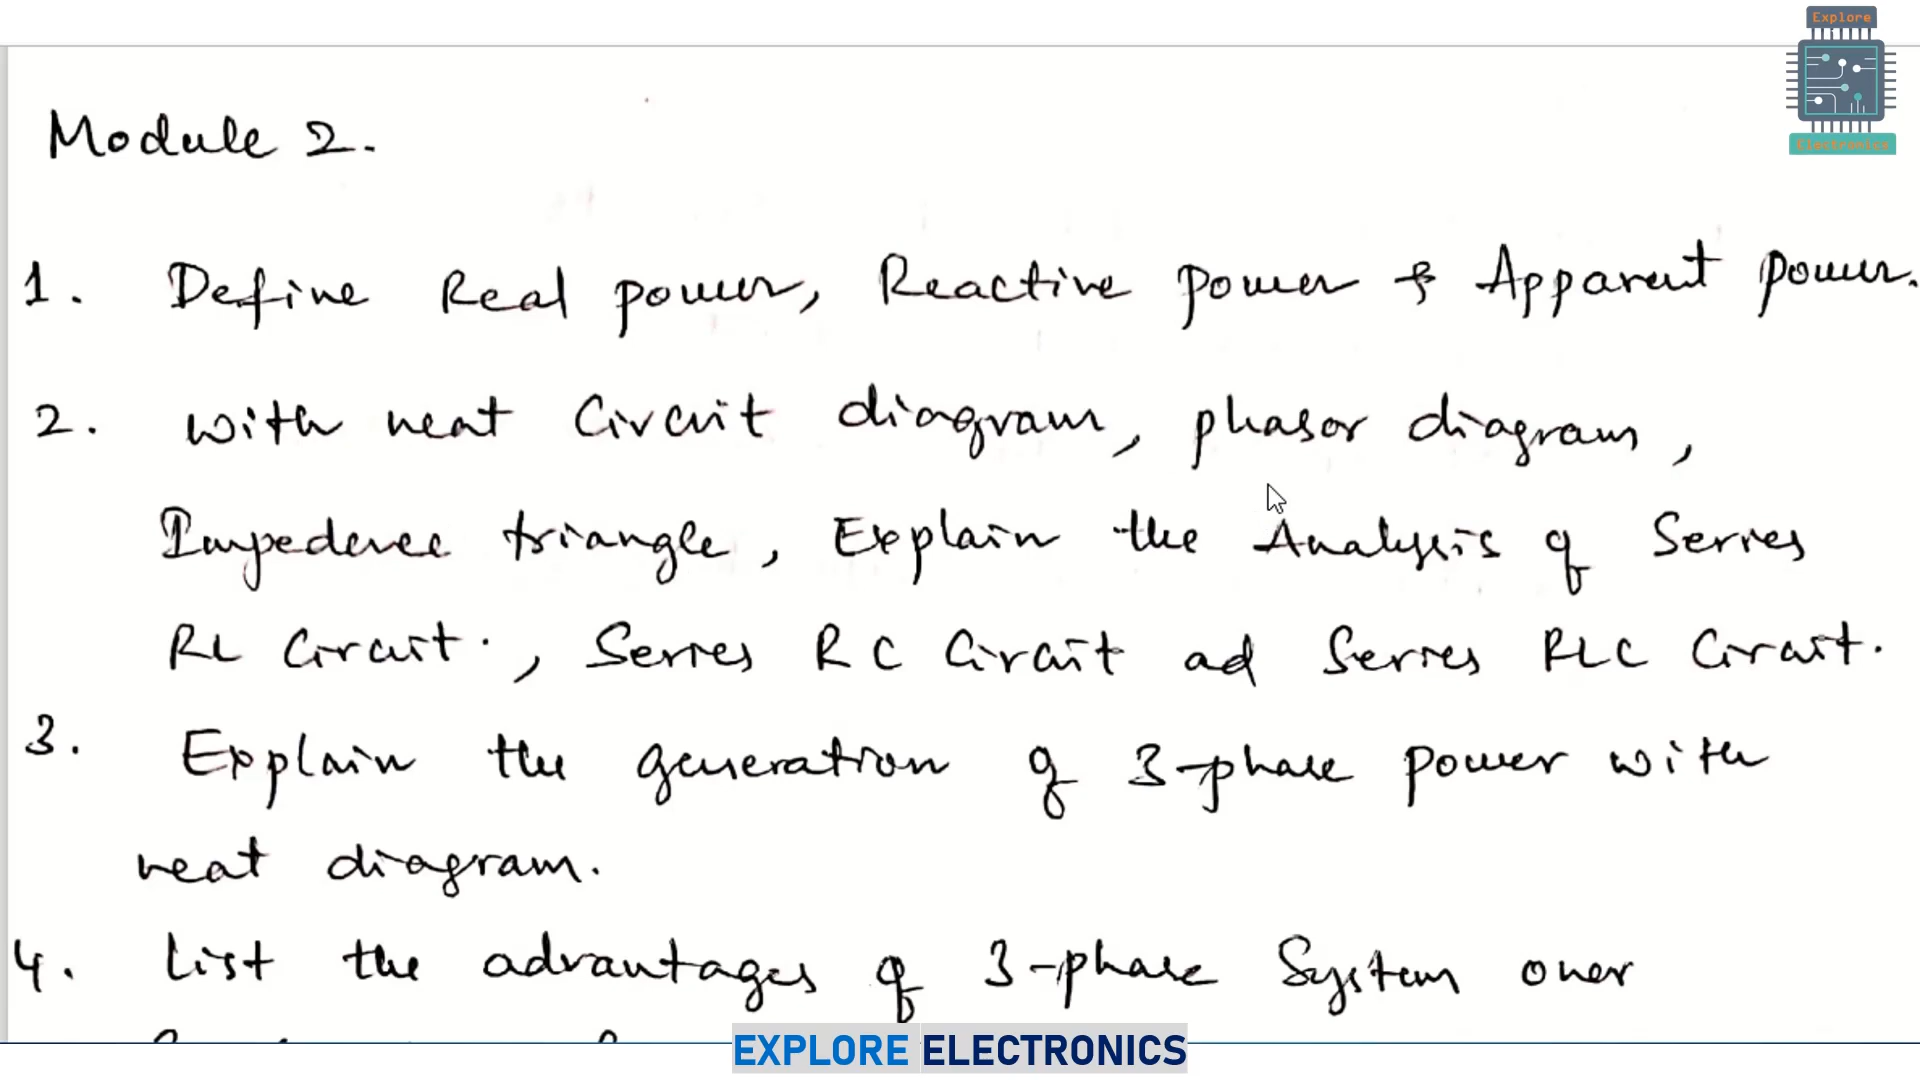 Explore
Electronics
Module 2.
1. Define Real power, Reactive power & Apparent power.
2. With neat Circuit diagram, phasor diagram,
Impedence triangle, Explain the Analysis of Series
RL Circuit., Series RC Circuit ad Series RLC Circuit.
3. Explain the generation of 3-phase power with
neat diagram.
4. List the advantages of 3-phase System over
EXPLORE ELECTRONICS